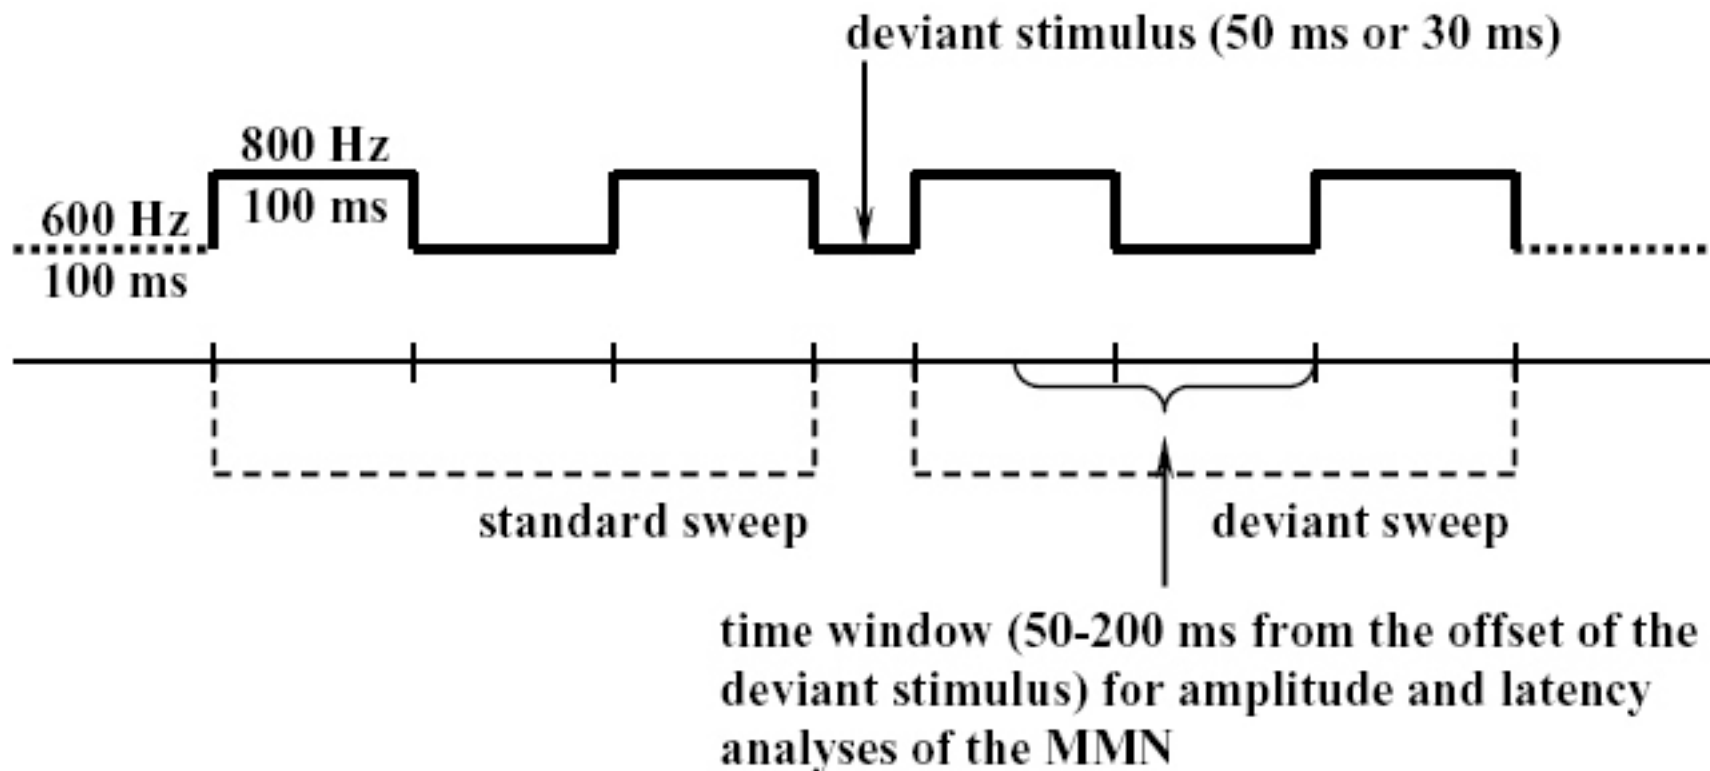 deviant stimulus (50 ms or 30 ms)
800 Hz
100 ms
600 Hz
100 ms
standard sweep
deviant sweep
time window (50-200 ms from the offset of the
deviant stimulus) for amplitude and latency
analyses of the MMN